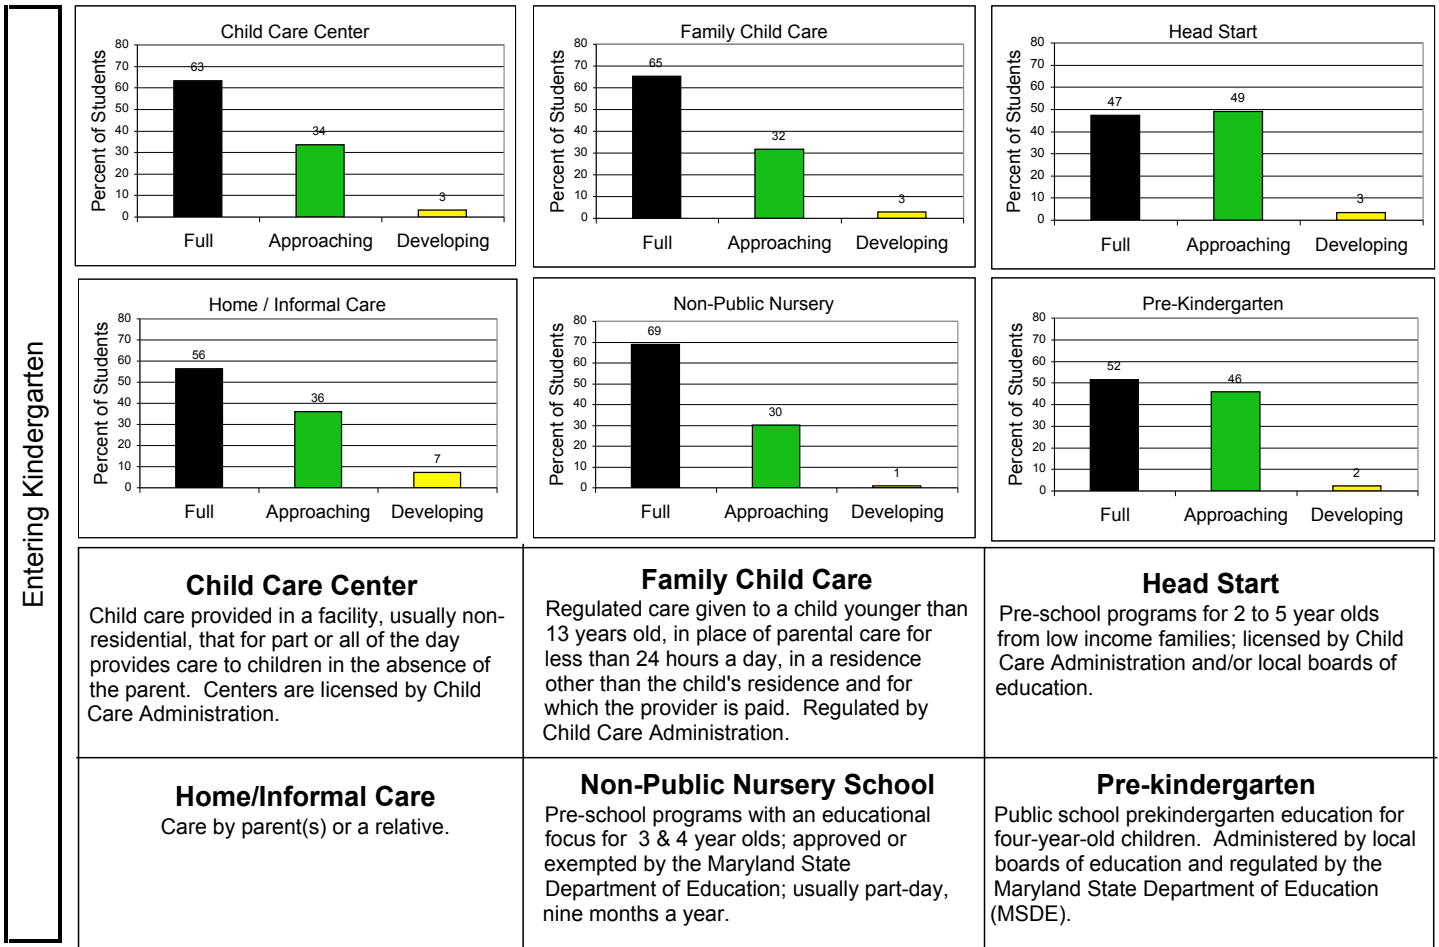 Entering Kindergarten
Child Care Center
Percent of Students
80
70
60
50
40
30
20
10
0
63
34
3
Full Approaching Developing
Family Child Care
Percent of Students
80
70
60
50
40
30
20
10
0
65
32
3
Full Approaching Developing
Head Start
Percent of Students
80
70
60
50
40
30
20
10
0
47
49
3
Full Approaching Developing
Home / Informal Care
Percent of Students
80
70
60
50
40
30
20
10
0
56
36
7
Full Approaching Developing
Non-Public Nursery
Percent of Students
80
70
60
50
40
30
20
10
0
69
30
1
Full Approaching Developing
Pre-Kindergarten
Percent of Students
80
70
60
50
40
30
20
10
0
52
46
2
Full Approaching Developing
Child Care Center
Child care provided in a facility, usually non-
residential, that for part or all of the day
provides care to children in the absence of
the parent. Centers are licensed by Child
Care Administration.
Family Child Care
Regulated care given to a child younger than
13 years old, in place of parental care for
less than 24 hours a day, in a residence
other than the child's residence and for
which the provider is paid. Regulated by
Child Care Administration.
Head Start
Pre-school programs for 2 to 5 year olds
from low income families; licensed by Child
Care Administration and/or local boards of
education.
Home/Informal Care
Care by parent(s) or a relative.
Non-Public Nursery School
Pre-school programs with an educational
focus for 3 & 4 year olds; approved or
exempted by the Maryland State
Department of Education; usually part-day,
nine months a year.
Pre-kindergarten
Public school prekindergarten education for
four-year-old children. Administered by local
boards of education and regulated by the
Maryland State Department of Education
(MSDE).